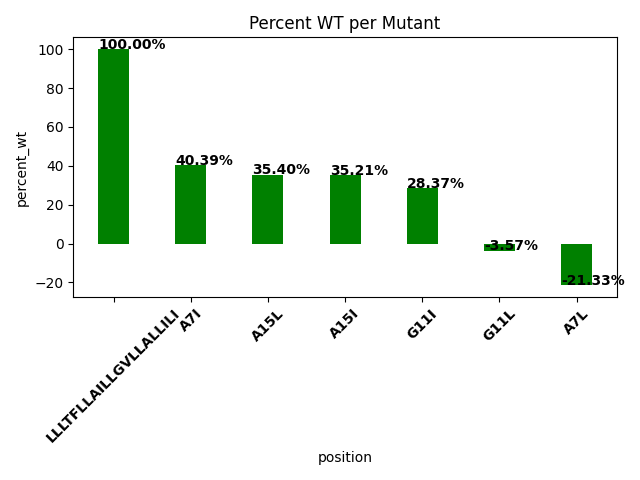 Percent WT per Mutant
percent_wt
100
80
60
40
20
0
−20
100.00%
40.39%
35.40%
35.21%
28.37%
-3.57%
-21.33%
LLLTFLLAILLGVLLALLILI
A7I
A15L
A15I
G11I
G11L
A7L
position